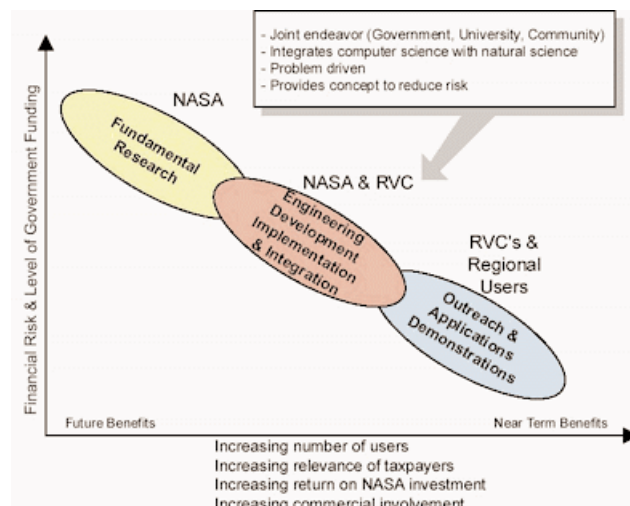 - Joint endeavor (Government, University, Community)
- Integrates computer science with natural science
- Problem driven
- Provides concept to reduce risk
NASA
Fundamental
Research
NASA & RVC
Engineering
Development
Implementation
& Integration
RVC's &
Regional
Users
Outreach &
Applications
Demonstrations
Financial Risk & Level of Government Funding
Future Benefits
Near Term Benefits
Increasing number of users
Increasing relevance of taxpayers
Increasing return on NASA investment
Increasing commercial involvement